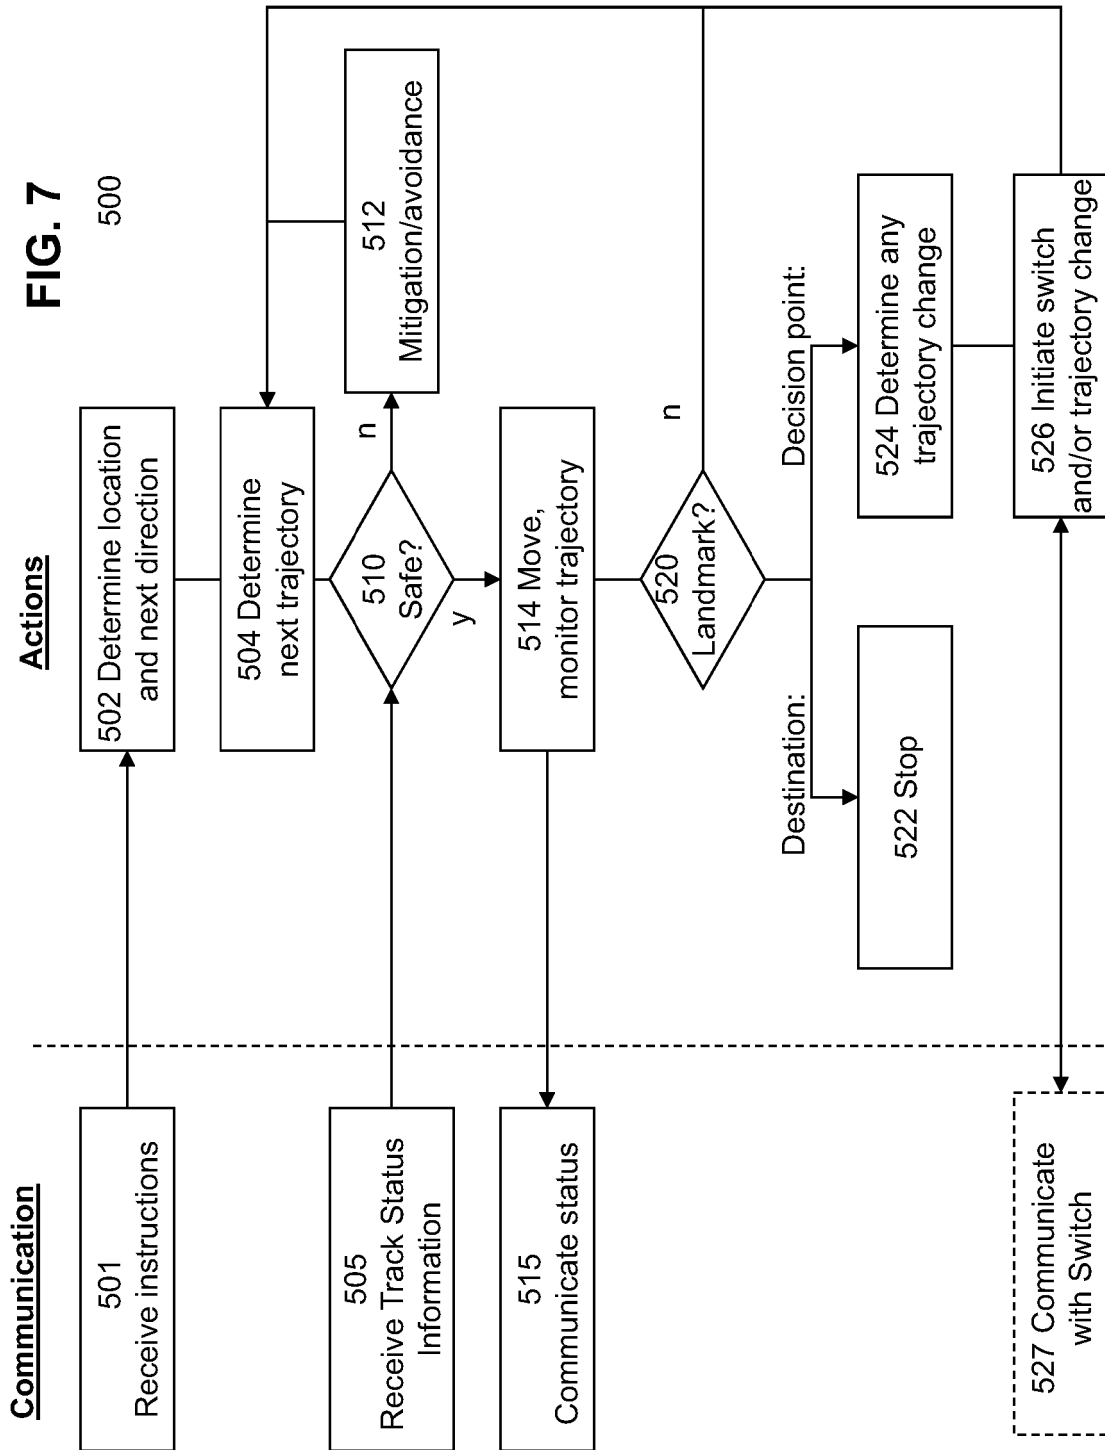 FIG. 7
500
Communication
Actions
501
Receive instructions
502 Determine location
and next direction
504 Determine
next trajectory
505
Receive Track Status
Information
510
Safe?
n
512
Mitigation/avoidance
y
515
Communicate status
514 Move,
monitor trajectory
520
Landmark?
n
Destination:
Decision point:
522 Stop
524 Determine any
trajectory change
527 Communicate
with Switch
526 Initiate switch
and/or trajectory change